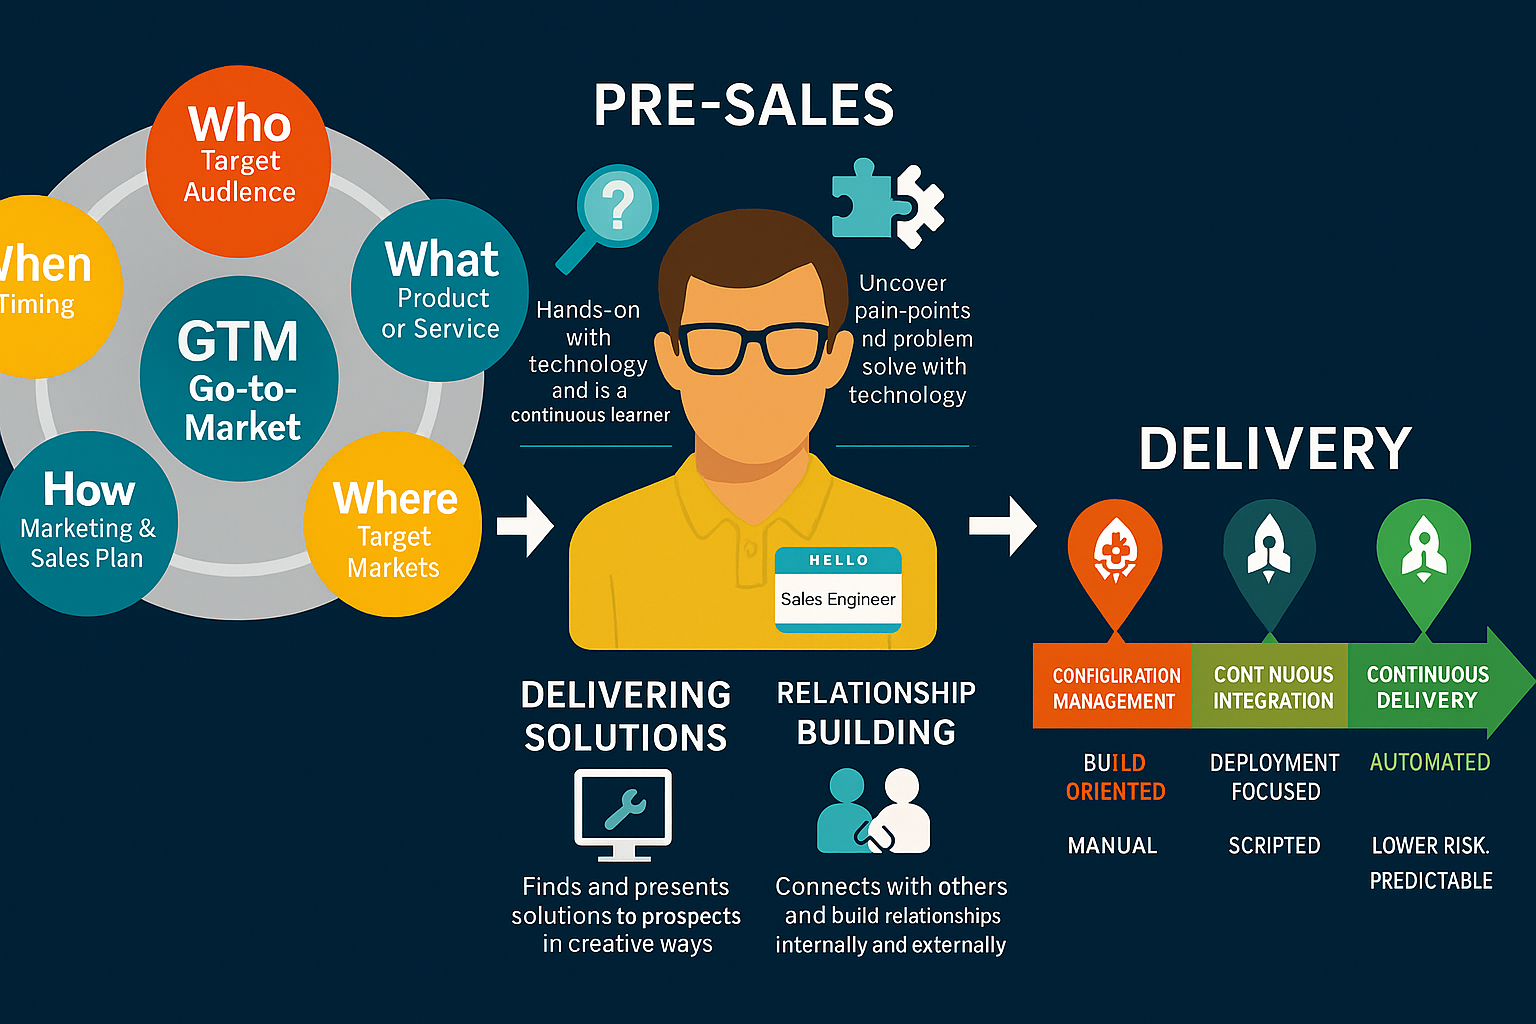 Who
Target
Audlence
When
Timing
What
Product
or Service
GTM
Go-to-
Market
How
Marketing &
Sales Plan
Where
Target
Markets
PRE-SALES
?
Hands-on
with
technology
and is a
continuous learner
Uncover
pain-points
nd problem
solve with
technology
HELLO
Sales Engineer
DELIVERING
SOLUTIONS
Finds and presents
solutions to prospects
in creative ways
RELATIONSHIP
BUILDING
Connects with others
and build relationships
internally and externally
DELIVERY
CONFIGLIRATION
MANAGEMENT
CONT NUOUS
INTEGRATION
CONTINUOUS
DELIVERY
BUILD
ORIENTED
DEPLOYMENT
FOCUSED
AUTOMATED
MANUAL
SCRIPTED
LOWER RISK.
PREDICTABLE